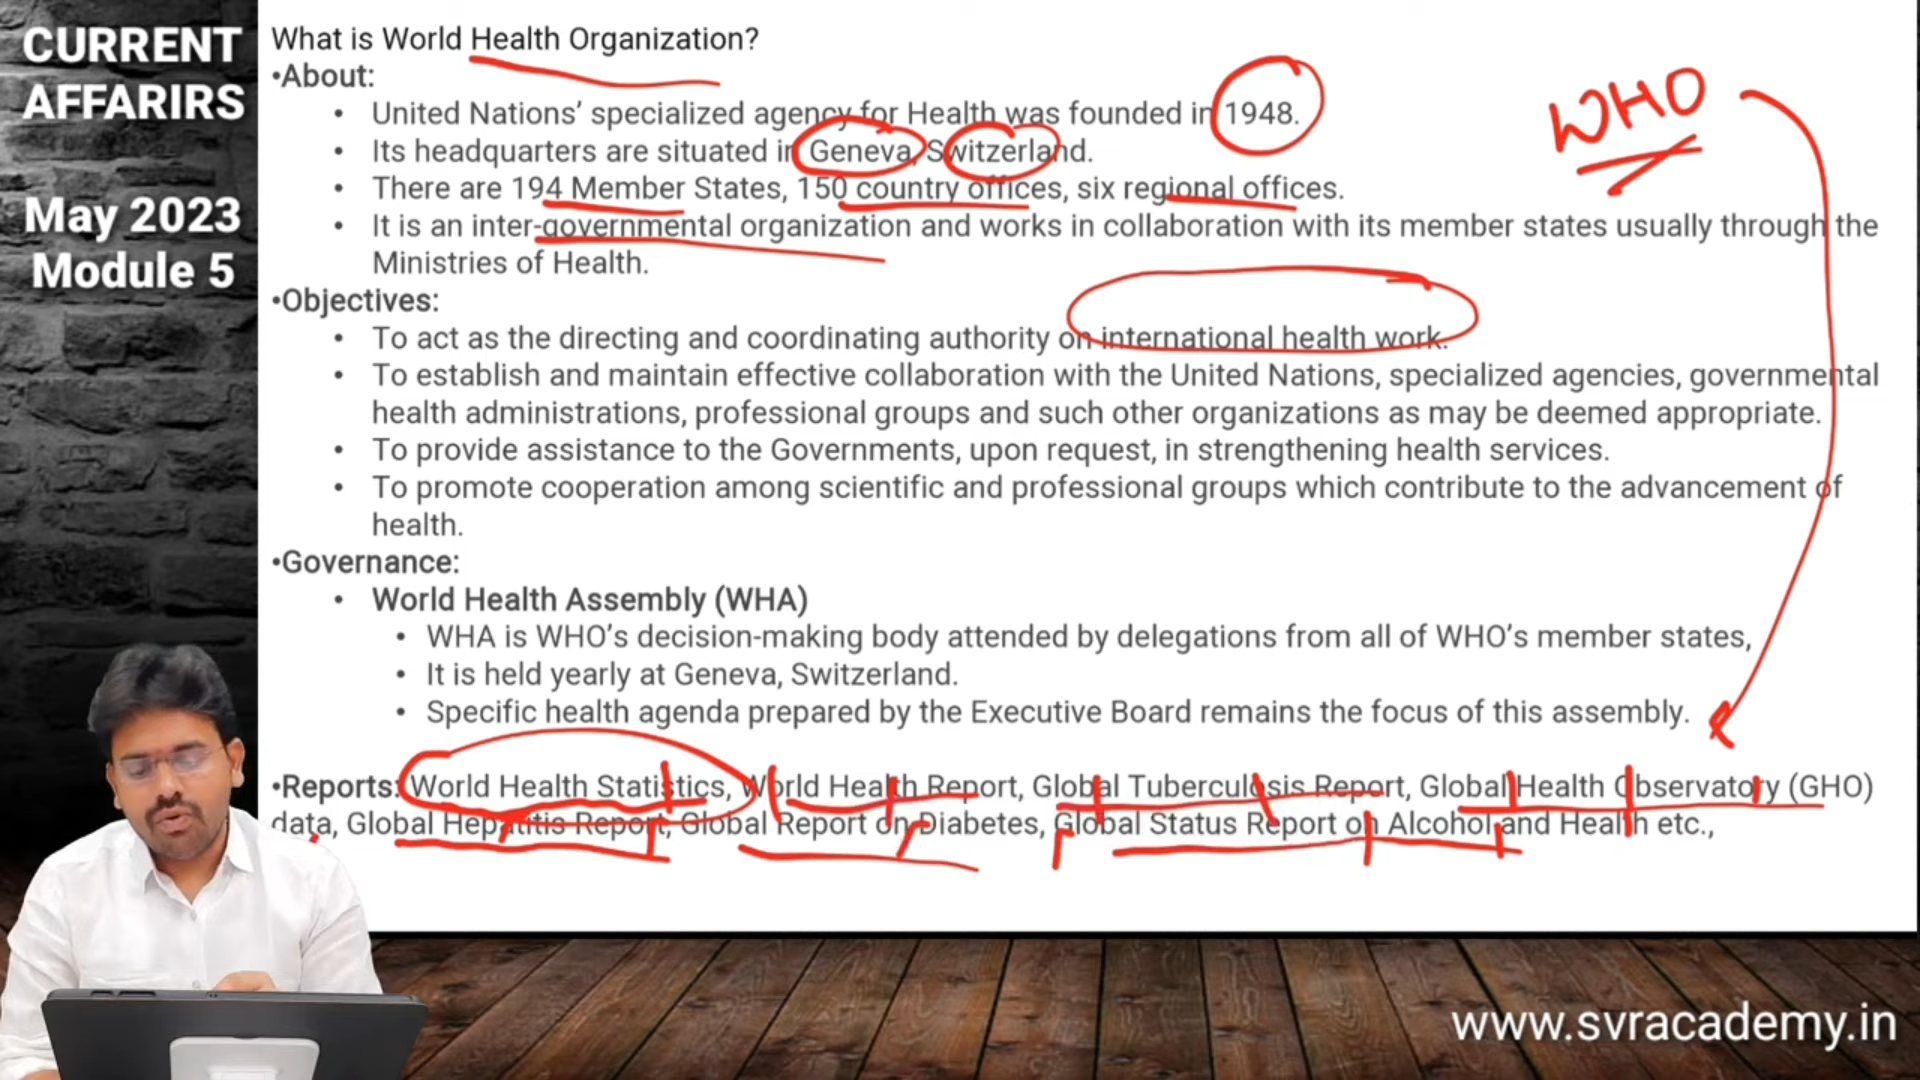 CURRENT
AFFARIRS
May 2023
Module 5
What is World Health Organization?
•About:
• United Nations’ specialized agency for Health was founded in 1948.
• Its headquarters are situated in Geneva, Switzerland.
• There are 194 Member States, 150 country offices, six regional offices.
• It is an inter-governmental organization and works in collaboration with its member states usually through the
Ministries of Health.
•Objectives:
• To act as the directing and coordinating authority on international health work.
• To establish and maintain effective collaboration with the United Nations, specialized agencies, governmental
health administrations, professional groups and such other organizations as may be deemed appropriate.
• To provide assistance to the Governments, upon request, in strengthening health services.
• To promote cooperation among scientific and professional groups which contribute to the advancement of
health.
•Governance:
• World Health Assembly (WHA)
• WHA is WHO’s decision-making body attended by delegations from all of WHO’s member states,
• It is held yearly at Geneva, Switzerland.
• Specific health agenda prepared by the Executive Board remains the focus of this assembly.
•Reports: World Health Statistics, World Health Report, Global Tuberculosis Report, Global Health Observatory (GHO)
data, Global Hepatitis Report, Global Report on Diabetes, Global Status Report on Alcohol and Health etc.,
WHO
www.svracademy.in